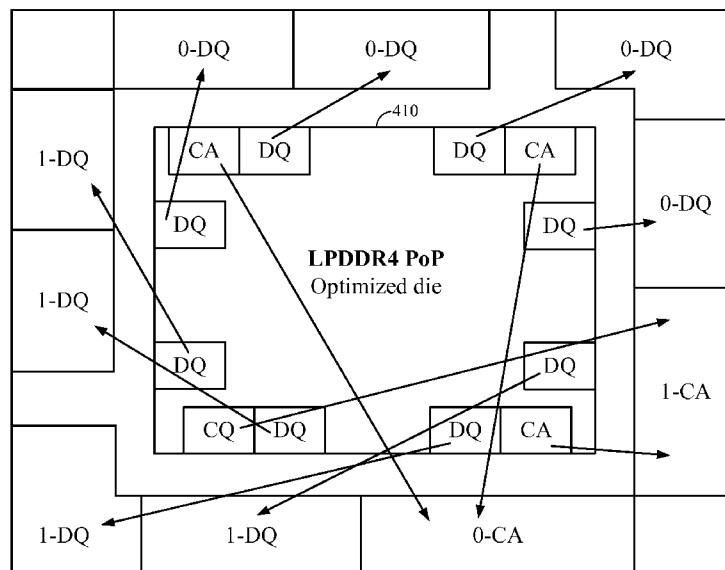 0-DQ
0-DQ
0-DQ
410
CA
DQ
DQ
CA
1-DQ
DQ
DQ
0-DQ
LPDDR4 PoP
Optimized die
1-DQ
DQ
DQ
1-CA
CQ
DQ
DQ
CA
1-DQ
1-DQ
0-CA